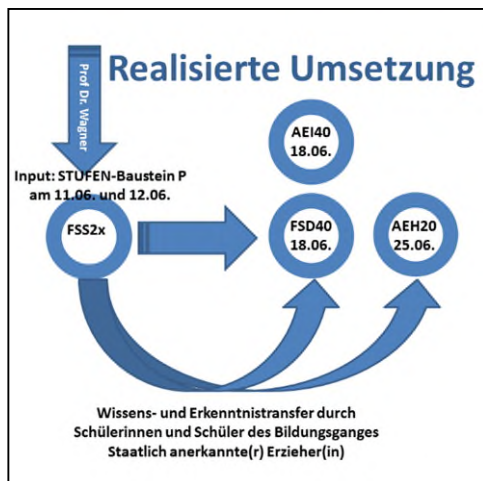 Realisierte Umsetzung
Prof Dr. Wagner
AEI40
18.06.
Input: STUFEN-Baustein P
am 11.06. und 12.06.
FSS2x
FSD40
18.06.
AEH20
25.06.
Wissens- und Erkenntnistransfer durch
Schülerinnen und Schüler des Bildungsganges
Staatlich anerkannte(r) Erzieher(in)